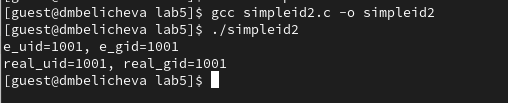 [guest@dmbelicheva lab5]$ gcc simpleid2.c -o simpleid2
[guest@dmbelicheva lab5]$ ./simpleid2
e_uid=1001, e_gid=1001
real_uid=1001, real_gid=1001
[guest@dmbelicheva lab5]$